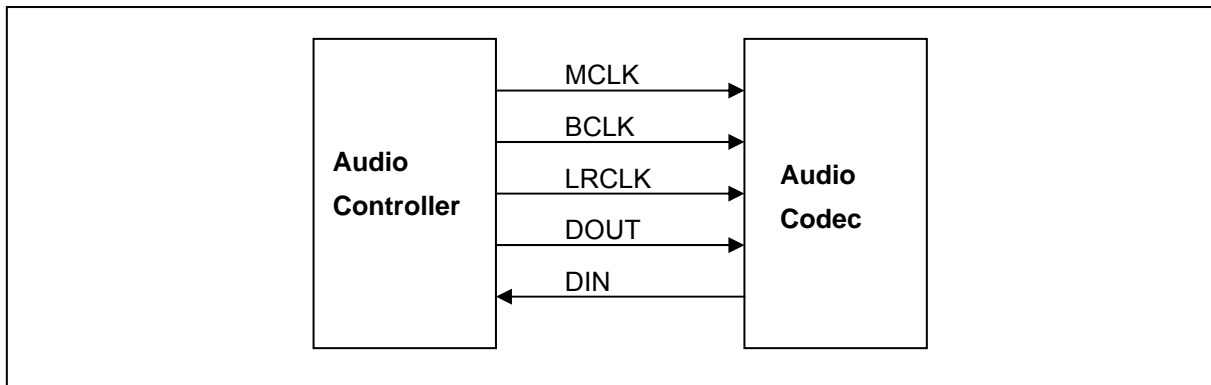 Audio
Controller
MCLK
BCLK
LRCLK
DOUT
DIN
Audio
Codec